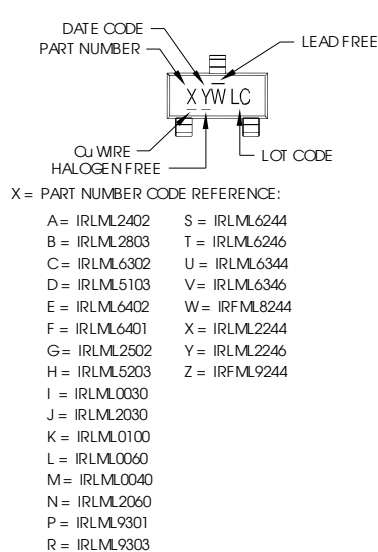 DATE CODE
PART NUMBER
LEAD FREE
X Y W L C
Cu WIRE
HALOGEN FREE
LOT CODE
X = PART NUMBER CODE REFERENCE:
A = IRLML2402 S = IRLML6244
B = IRLML2803 T = IRLML6246
C = IRLML6302 U = IRLML6344
D = IRLML5103 V = IRLML6346
E = IRLML6402 W = IRFML8244
F = IRLML6401 X = IRLML2244
G = IRLML2502 Y = IRLML2246
H = IRLML5203 Z = IRFML9244
I = IRLML0030
J = IRLML2030
K = IRLML0100
L = IRLML0060
M = IRLML0040
N = IRLML2060
P = IRLML9301
R = IRLML9303